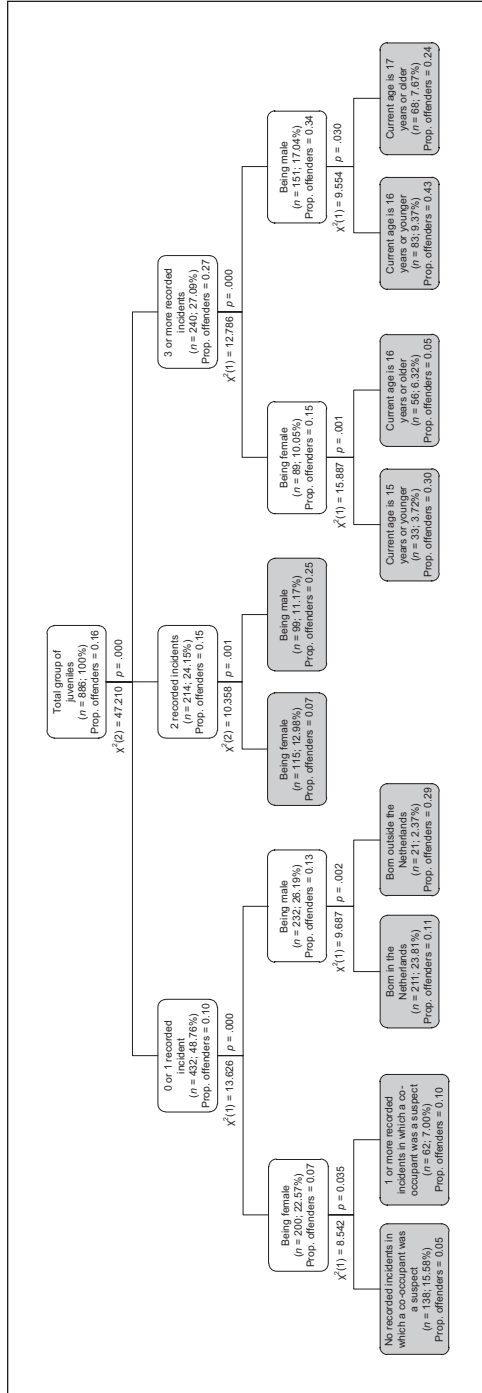 Total group of
juveniles
(n = 886; 100%)
Prop. offenders = 0.16
χ²(2) = 47.210 p = .000
0 or 1 recorded
incident
(n = 432; 48.76%)
Prop. offenders = 0.10
χ²(1) = 13.626 p = .000
2 recorded incidents
(n = 214; 24.15%)
Prop. offenders = 0.15
χ²(2) = 10.358 p = .001
3 or more recorded
incidents
(n = 240; 27.09%)
Prop. offenders = 0.27
χ²(1) = 12.786 p = .000
Being female
(n = 200; 22.57%)
Prop. offenders = 0.07
χ²(1) = 8.542 p = 0.035
Being male
(n = 232; 26.19%)
Prop. offenders = 0.13
χ²(1) = 9.687 p = .002
Being female
(n = 115; 12.98%)
Prop. offenders = 0.07
Being male
(n = 99; 11.17%)
Prop. offenders = 0.25
Being female
(n = 89; 10.05%)
Prop. offenders = 0.15
χ²(1) = 15.887 p = .001
Being male
(n = 151; 17.04%)
Prop. offenders = 0.34
χ²(1) = 9.554 p = .030
No recorded incidents in
which a co-occupant was
a suspect
(n = 138; 15.58%)
Prop. offenders = 0.05
1 or more recorded
incidents in which a co-
occupant was a suspect
(n = 62; 7.00%)
Prop. offenders = 0.10
Born in the
Netherlands
(n = 211; 23.81%)
Prop. offenders = 0.11
Born outside the
Netherlands
(n = 21; 2.37%)
Prop. offenders = 0.29
Current age is 15
years or younger
(n = 33; 3.72%)
Prop. offenders = 0.30
Current age is 16
years or older
(n = 56; 6.32%)
Prop. offenders = 0.05
Current age is 16
years or younger
(n = 83; 9.37%)
Prop. offenders = 0.43
Current age is 17
years or older
(n = 68; 7.67%)
Prop. offenders = 0.24